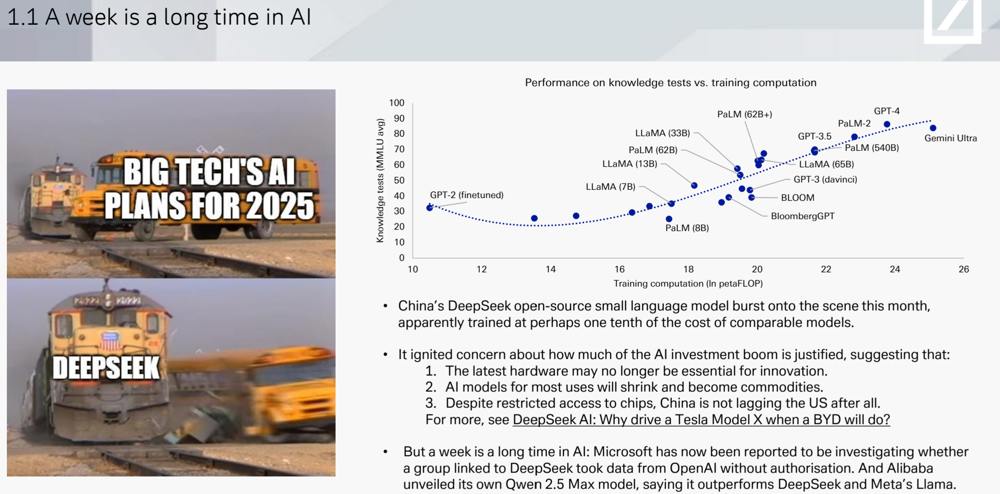 1.1 A week is a long time in AI
BIG TECH'S AI
PLANS FOR 2025
2922 2922
DEEPSEEK
Performance on knowledge tests vs. training computation
Knowledge tests (MMLU avg)
100
90
80
70
60
50
40
30
20
10
0
GPT-2 (finetuned)
LLaMA (7B)
LLaMA (13B)
PaLM (62B)
LLaMA (33B)
PaLM (62B+)
PaLM (8B)
GPT-4
PaLM-2
GPT-3.5
Gemini Ultra
PaLM (540B)
LLaMA (65B)
GPT-3 (davinci)
BLOOM
BloombergGPT
10 12 14 16 18 20 22 24 26
Training computation (ln petaFLOP)
• China’s DeepSeek open-source small language model burst onto the scene this month,
apparently trained at perhaps one tenth of the cost of comparable models.
• It ignited concern about how much of the AI investment boom is justified, suggesting that:
1. The latest hardware may no longer be essential for innovation.
2. AI models for most uses will shrink and become commodities.
3. Despite restricted access to chips, China is not lagging the US after all.
For more, see DeepSeek AI: Why drive a Tesla Model X when a BYD will do?
• But a week is a long time in AI: Microsoft has now been reported to be investigating whether
a group linked to DeepSeek took data from OpenAI without authorisation. And Alibaba
unveiled its own Qwen 2.5 Max model, saying it outperforms DeepSeek and Meta’s Llama.